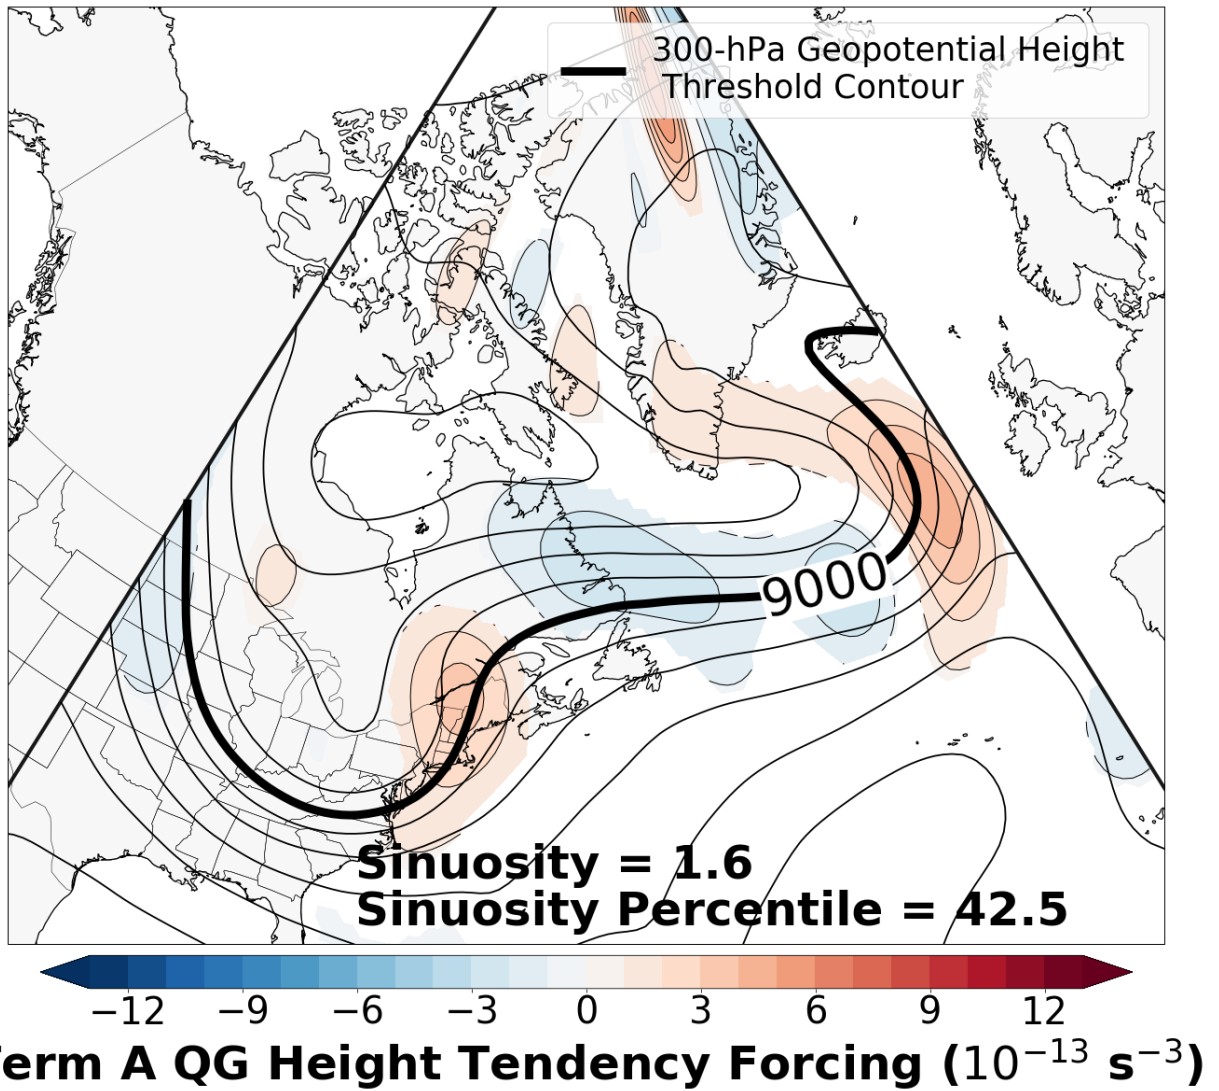 300-hPa Geopotential Height
Threshold Contour
9000
Sinuosity = 1.6
Sinuosity Percentile = 42.5
−12 −9 −6 −3 0 3 6 9 12
erm A QG Height Tendency Forcing (10⁻¹³ s⁻³)